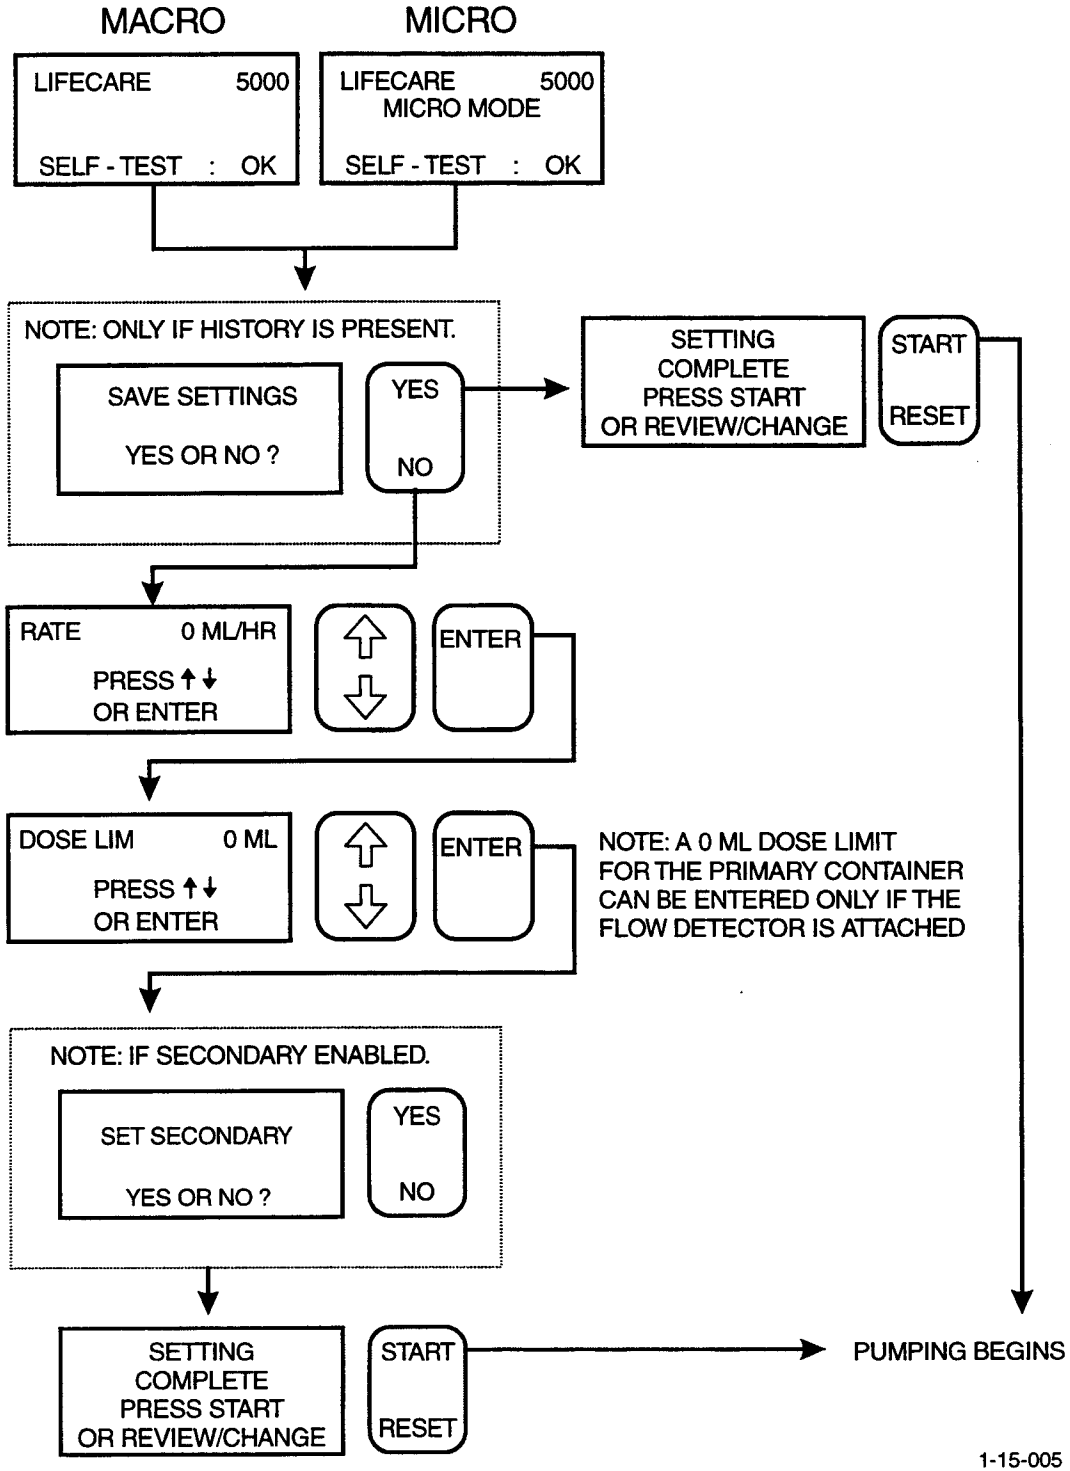 MACRO MICRO
LIFECARE 5000
SELF - TEST : OK
LIFECARE 5000
MICRO MODE
SELF - TEST : OK
NOTE: ONLY IF HISTORY IS PRESENT.
SAVE SETTINGS
YES OR NO ?
YES
NO
SETTING
COMPLETE
PRESS START
OR REVIEW/CHANGE
START
RESET
RATE 0 ML/HR
PRESS ↑ ↓
OR ENTER
ENTER
DOSE LIM 0 ML
PRESS ↑ ↓
OR ENTER
ENTER
NOTE: A 0 ML DOSE LIMIT
FOR THE PRIMARY CONTAINER
CAN BE ENTERED ONLY IF THE
FLOW DETECTOR IS ATTACHED
NOTE: IF SECONDARY ENABLED.
SET SECONDARY
YES OR NO ?
YES
NO
SETTING
COMPLETE
PRESS START
OR REVIEW/CHANGE
START
RESET
PUMPING BEGINS
1-15-005